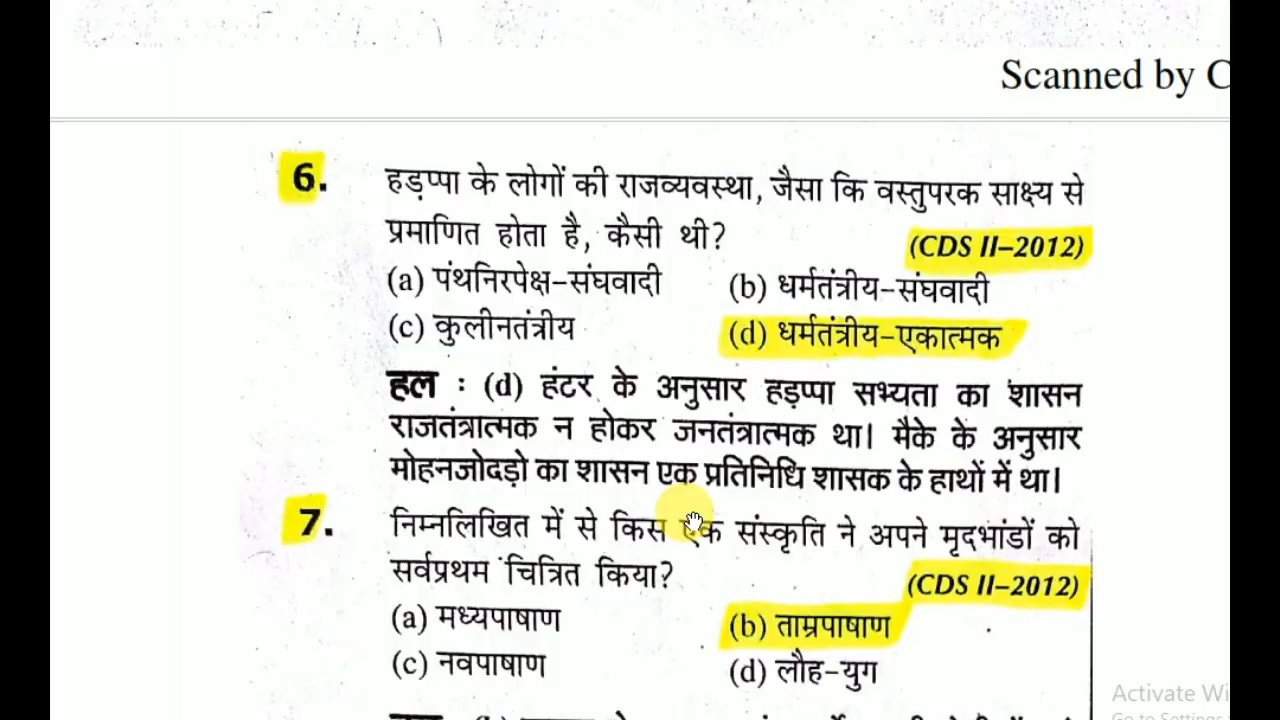 Scanned by C
6. हड़प्पा के लोगों की राजव्यवस्था, जैसा कि वस्तुपरक साक्ष्य से
प्रमाणित होता है, कैसी थी? (CDS II–2012)
(a) पंथनिरपेक्ष–संघवादी (b) धर्मतंत्रीय–संघवादी
(c) कुलीनतंत्रीय (d) धर्मतंत्रीय–एकात्मक
हल : (d) हंटर के अनुसार हड़प्पा सभ्यता का शासन
राजतंत्रात्मक न होकर जनतंत्रात्मक था। मैके के अनुसार
मोहनजोदड़ो का शासन एक प्रतिनिधि शासक के हाथों में था।
7. निम्नलिखित में से किस एक संस्कृति ने अपने मृदभांडों को
सर्वप्रथम चित्रित किया? (CDS II–2012)
(a) मध्यपाषाण (b) ताम्रपाषाण
(c) नवपाषाण (d) लौह–युग
Activate Wi
Go to Settings